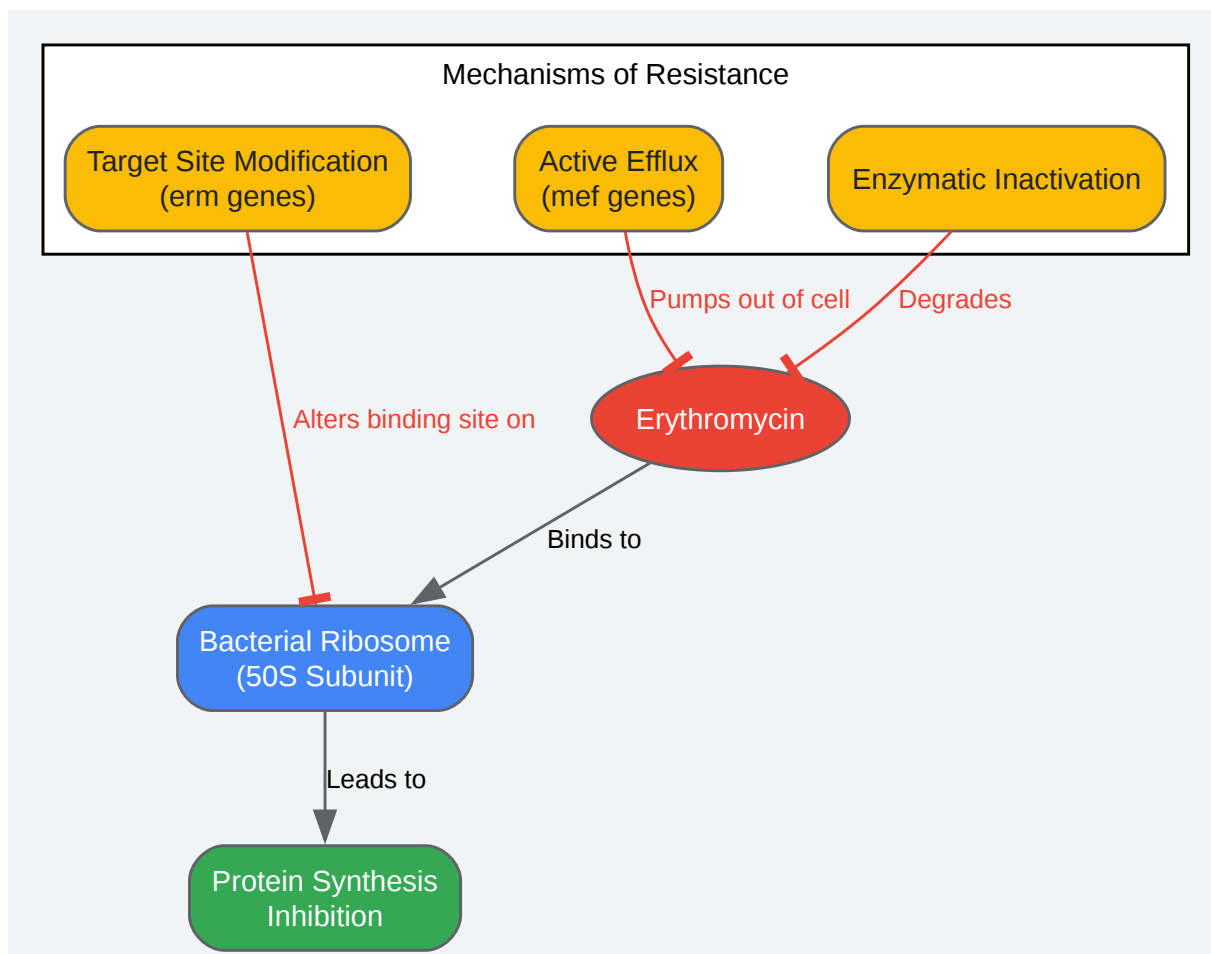 Mechanisms of Resistance
Target Site Modification
(erm genes)
Active Efflux
(mef genes)
Enzymatic Inactivation
Pumps out of cell
Degrades
Alters binding site on
Erythromycin
Binds to
Bacterial Ribosome
(50S Subunit)
Leads to
Protein Synthesis
Inhibition